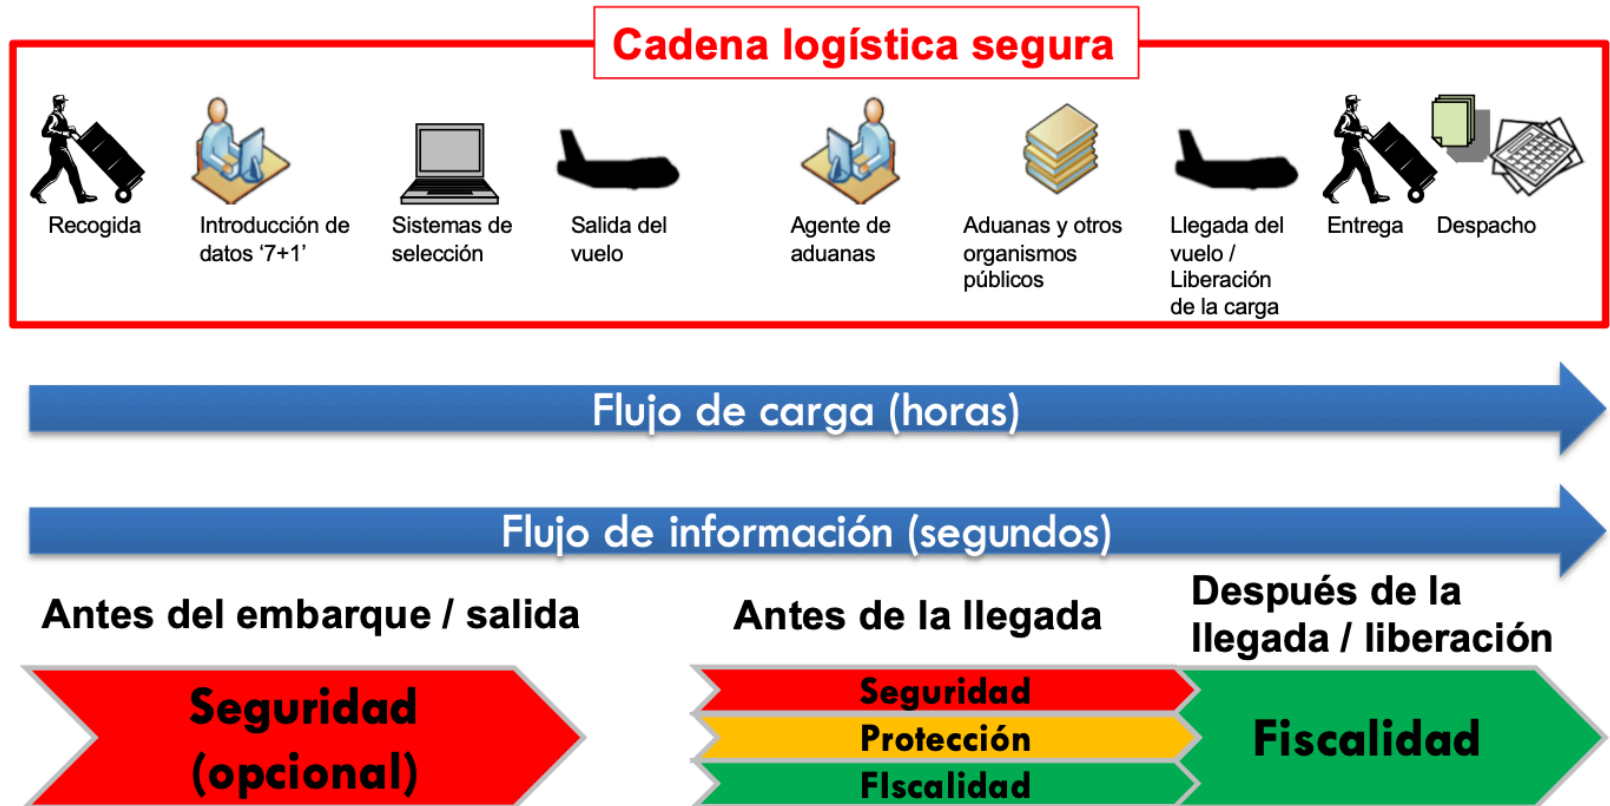 Cadena logística segura
Recogida
Introducción de
datos ‘7+1’
Sistemas de
selección
Salida del
vuelo
Agente de
aduanas
Aduanas y otros
organismos
públicos
Llegada del
vuelo /
Liberación
de la carga
Entrega
Despacho
Flujo de carga (horas)
Flujo de información (segundos)
Antes del embarque / salida
Seguridad
(opcional)
Antes de la llegada
Seguridad
Protección
FIscalidad
Después de la
llegada / liberación
Fiscalidad